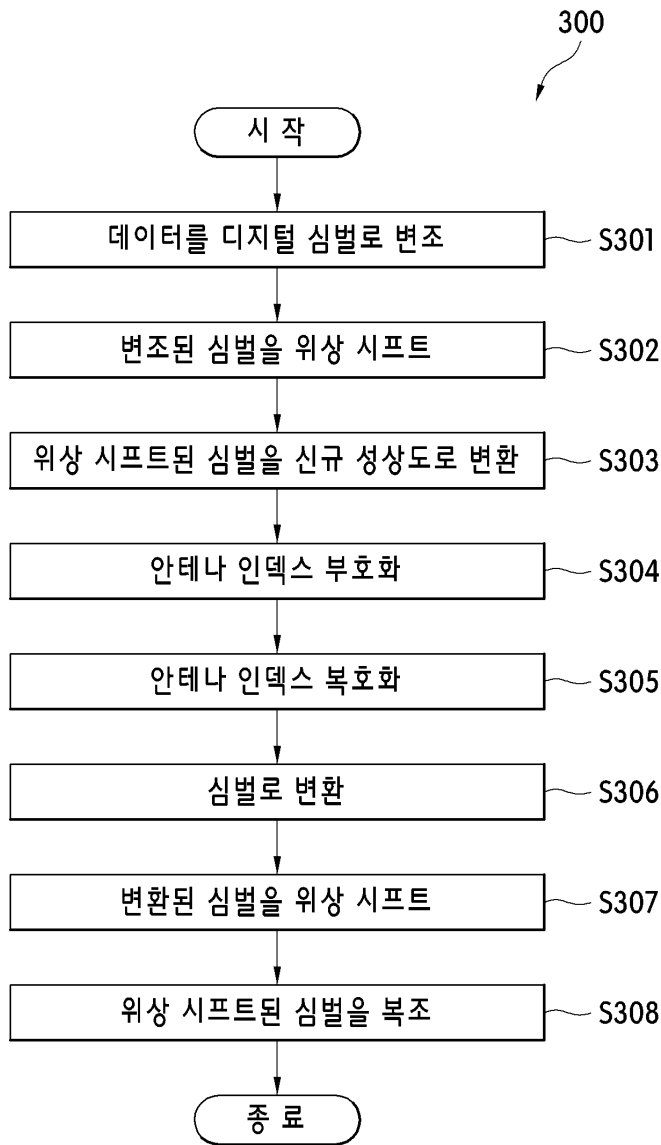 300
시 작
데이터를 디지털 심벌로 변조 S301
변조된 심벌을 위상 시프트 S302
위상 시프트된 심벌을 신규 성상도로 변환 S303
안테나 인덱스 부호화 S304
안테나 인덱스 복호화 S305
심벌로 변환 S306
변환된 심벌을 위상 시프트 S307
위상 시프트된 심벌을 복조 S308
종 료